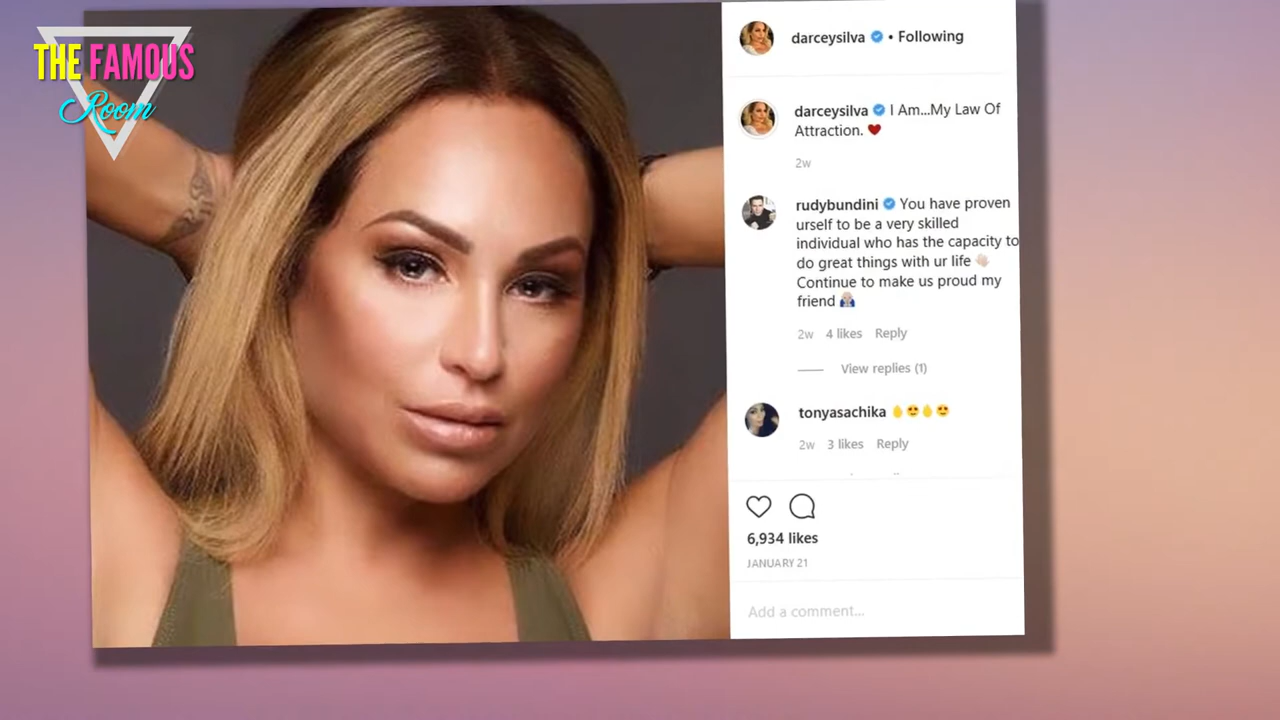 THE FAMOUS
Room
darceysilva • Following
darceysilva I Am...My Law Of
Attraction. ❤️
2w
rudybundini You have proven
urself to be a very skilled
individual who has the capacity to
do great things with ur life 👏🏻
Continue to make us proud my
friend
2w 4 likes Reply
View replies (1)
tonyasachika ✋😍✋😍
2w 3 likes Reply
6,934 likes
JANUARY 21
Add a comment...